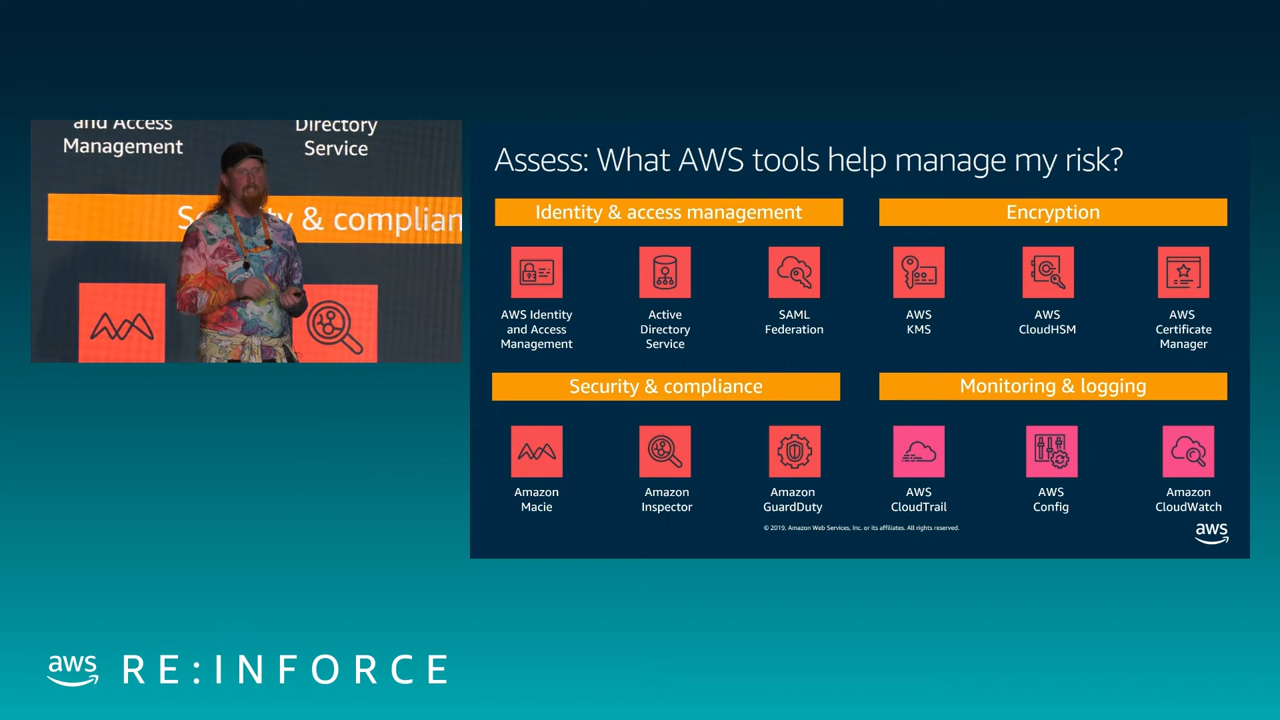 and Access
Management
Directory
Service
Security & complian
Assess: What AWS tools help manage my risk?
Identity & access management
AWS Identity
and Access
Management
Active
Directory
Service
SAML
Federation
Encryption
AWS
KMS
AWS
CloudHSM
AWS
Certificate
Manager
Security & compliance
Amazon
Macie
Amazon
Inspector
Amazon
GuardDuty
Monitoring & logging
AWS
CloudTrail
AWS
Config
Amazon
CloudWatch
© 2019, Amazon Web Services, Inc. or its affiliates. All rights reserved.
aws
aws RE:INFORCE